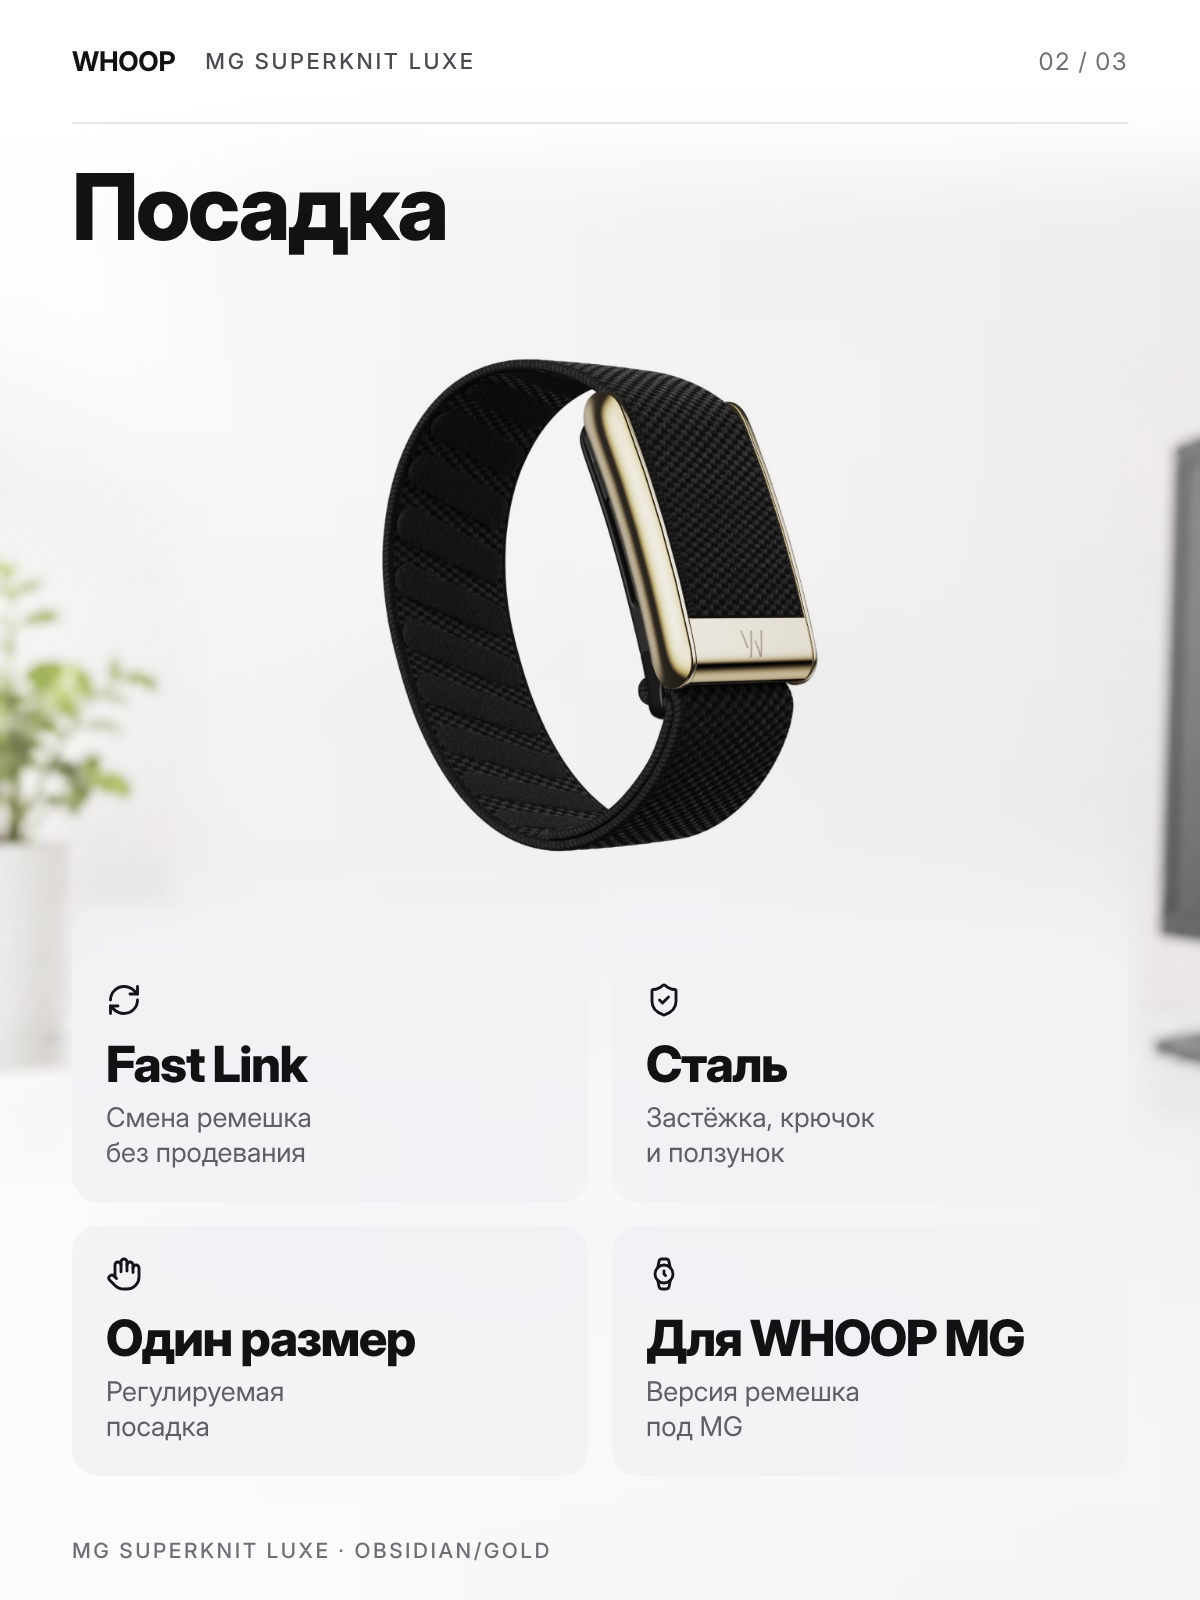 WHOOP MG SUPERKNIT LUXE 02 / 03
Посадка
W
Fast Link
Смена ремешка
без продевания
Сталь
Застёжка, крючок
и ползунок
Один размер
Регулируемая
посадка
Для WHOOP MG
Версия ремешка
под MG
MG SUPERKNIT LUXE · OBSIDIAN/GOLD